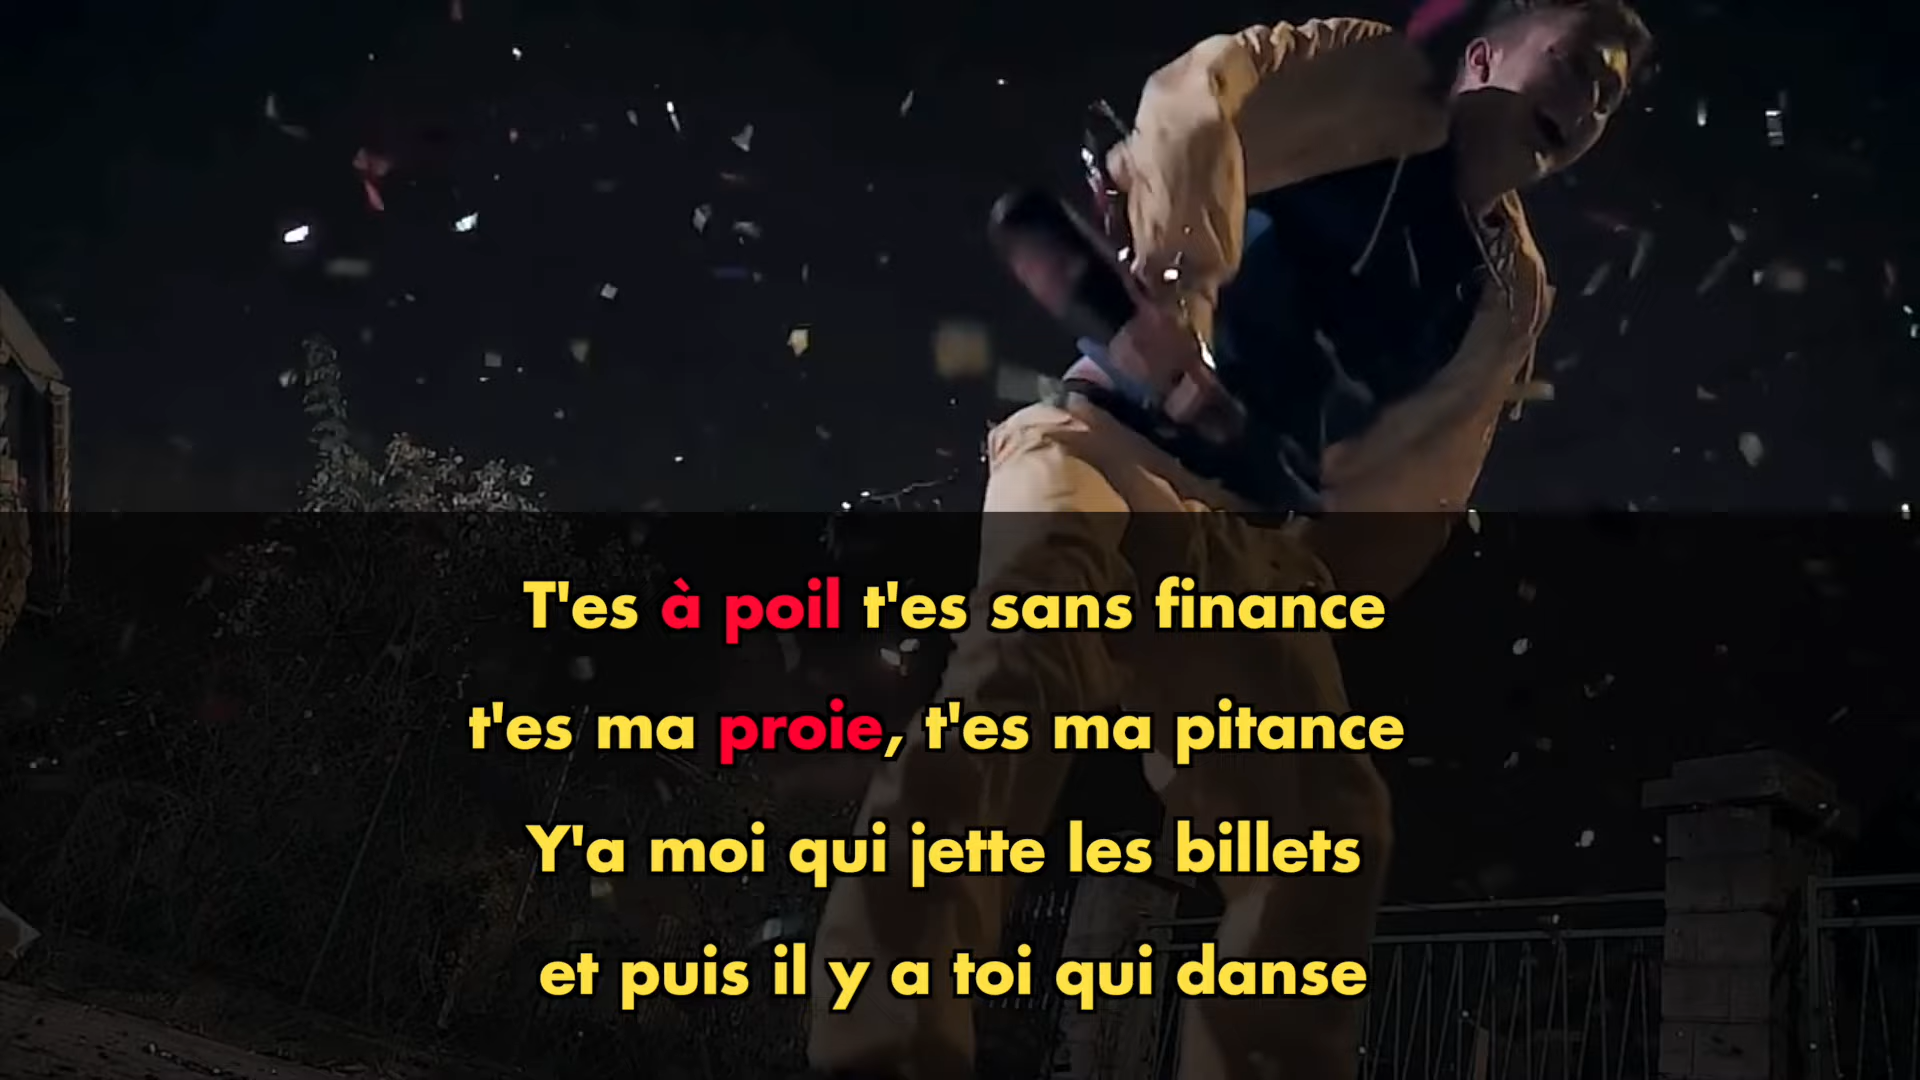 T'es à poil t'es sans finance
t'es ma proie, t'es ma pitance
Y'a moi qui jette les billets
et puis il y a toi qui danse